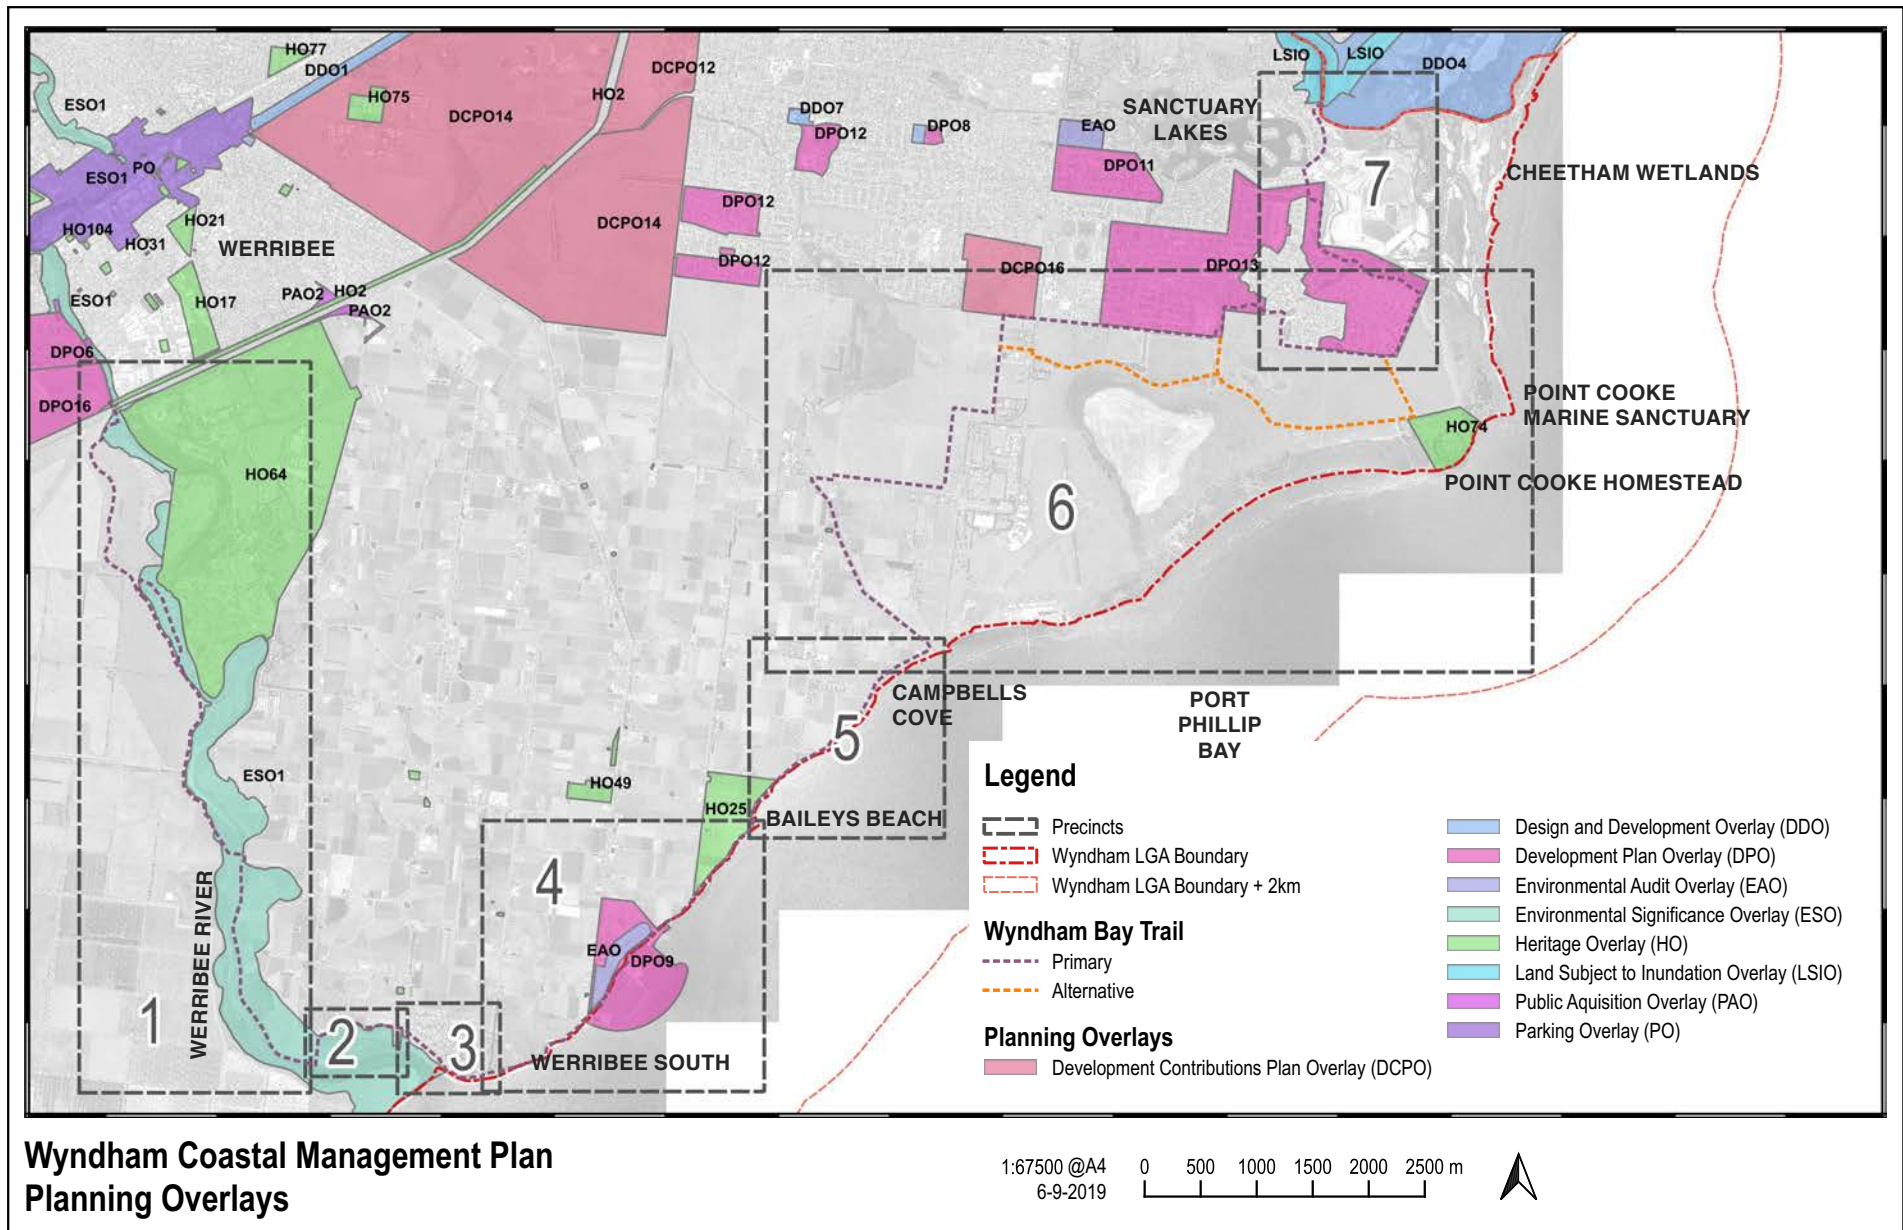 HO77
DDO1
ESO1
HO75
DCPO14
HO2
DCPO12
DDO7
DPO12
DPO8
EAO
DPO11
SANCTUARY
LAKES
LSIO
LSIO
DDO4
7
CHEETHAM WETLANDS
PO
ESO1
HO104
HO31
HO21
WERRIBEE
DCPO14
DPO12
DPO12
DCPO16
DPO13
ESO1
HO17
PAO2
HO2
PAO2
DPO6
DPO16
HO64
POINT COOKE
MARINE SANCTUARY
HO74
POINT COOKE HOMESTEAD
6
CAMPBELLS
COVE
PORT
PHILLIP
BAY
5
ESO1
HO49
HO25
BAILEYS BEACH
4
EAO
DPO9
WERRIBEE RIVER
1
2
3
WERRIBEE SOUTH
Legend
Precincts
Wyndham LGA Boundary
Wyndham LGA Boundary + 2km
Wyndham Bay Trail
Primary
Alternative
Planning Overlays
Development Contributions Plan Overlay (DCPO)
Design and Development Overlay (DDO)
Development Plan Overlay (DPO)
Environmental Audit Overlay (EAO)
Environmental Significance Overlay (ESO)
Heritage Overlay (HO)
Land Subject to Inundation Overlay (LSIO)
Public Aquisition Overlay (PAO)
Parking Overlay (PO)
Wyndham Coastal Management Plan
Planning Overlays
1:67500 @A4
6-9-2019
0 500 1000 1500 2000 2500 m